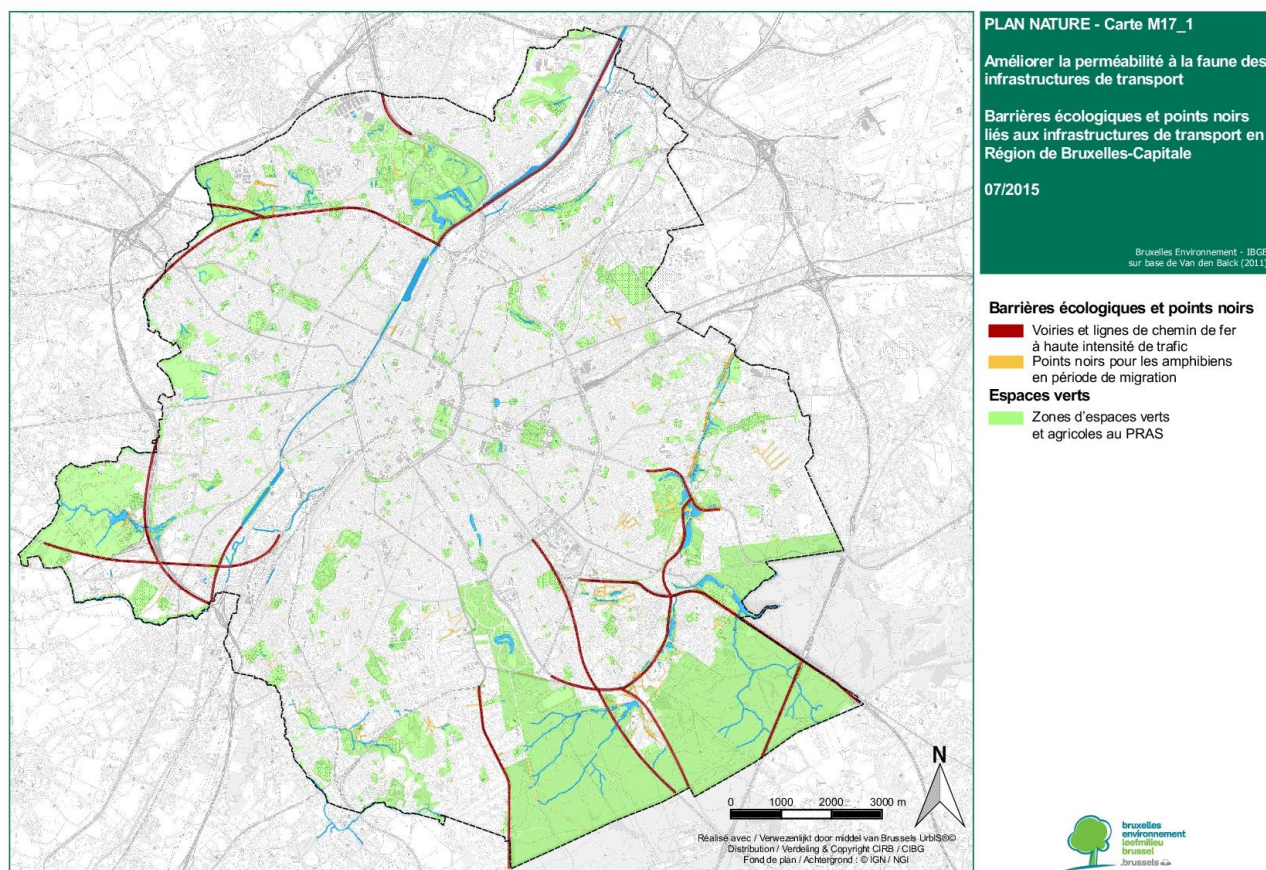 PLAN NATURE - Carte M17_1
Améliorer la perméabilité à la faune des
infrastructures de transport
Barrières écologiques et points noirs
liés aux infrastructures de transport en
Région de Bruxelles-Capitale
07/2015
Bruxelles Environnement - IBGE
sur base de Van den Balck (2011)
Barrières écologiques et points noirs
Voiries et lignes de chemin de fer
à haute intensité de trafic
Points noirs pour les amphibiens
en période de migration
Espaces verts
Zones d'espaces verts
et agricoles au PRAS
N
0 1000 2000 3000 m
Réalisé avec / Verwezenlijkt door middel van Brussels UrbIS®©
Distribution / Verdeling & Copyright CIRB / CIBG
Fond de plan / Achtergrond : © IGN / NGI
bruxelles
environnement
leefmilieu
brussel
.brussels